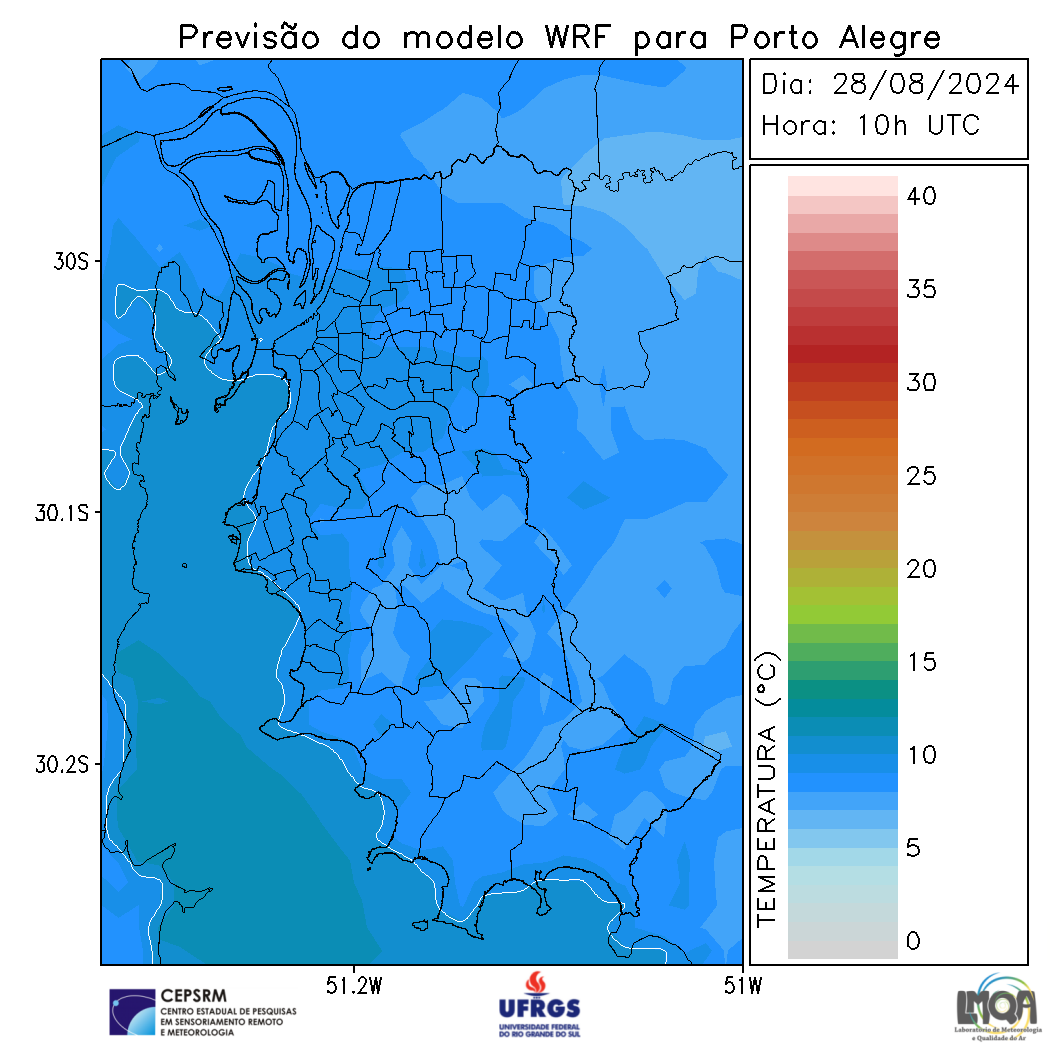 Previsão do modelo WRF para Porto Alegre
Dia: 28/08/2024
Hora: 10h UTC
40
35
30
25
20
15
10
5
0
TEMPERATURA (°C)
30S
30.1S
30.2S
51.2W
51W
CEPSRM
CENTRO ESTADUAL DE PESQUISAS
EM SENSORIAMENTO REMOTO
E METEOROLOGIA
UFRGS
UNIVERSIDADE FEDERAL
DO RIO GRANDE DO SUL
LMQA
Laboratório de Meteorologia
e Qualidade do Ar